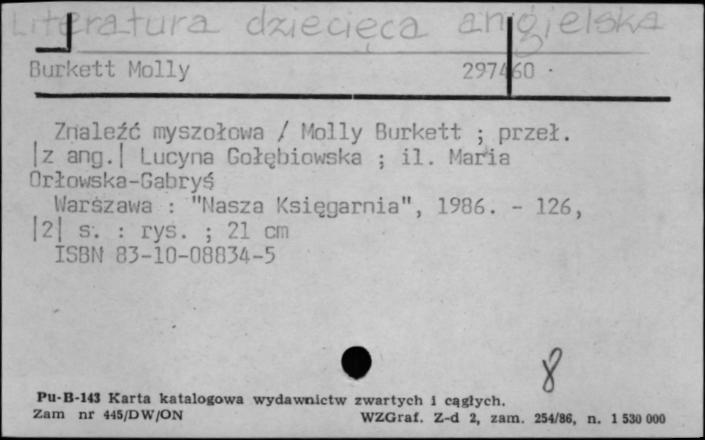 Literatura dziecięca angielska
Burkett Molly 297460
Znaleźć myszołowa / Molly Burkett ; przeł.
|z ang.| Lucyna Gołębiowska ; il. Maria
Orłowska-Gabryś
Warszawa : "Nasza Księgarnia", 1986. - 126,
|2| s. : rys. ; 21 cm
ISBN 83-10-08834-5
8
Pu-B-143 Karta katalogowa wydawnictw zwartych i ciągłych.
Zam nr 445/DW/ON WZGraf. Z-d 2, zam. 254/86, n. 1 530 000